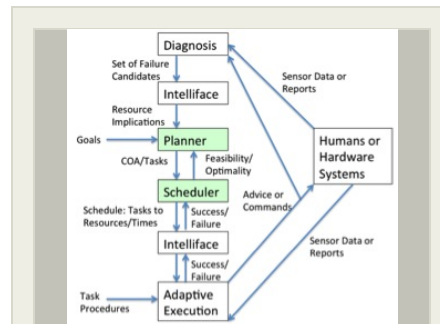 Diagnosis
Set of Failure
Candidates
Sensor Data or
Reports
Intelliface
Resource
Implications
Goals
Planner
Humans or
Hardware
Systems
COA/Tasks
Feasibility/
Optimality
Scheduler
Advice or
Commands
Schedule: Tasks to
Resources/Times
Success/
Failure
Intelliface
Sensor Data or
Reports
Success/
Failure
Task
Procedures
Adaptive
Execution